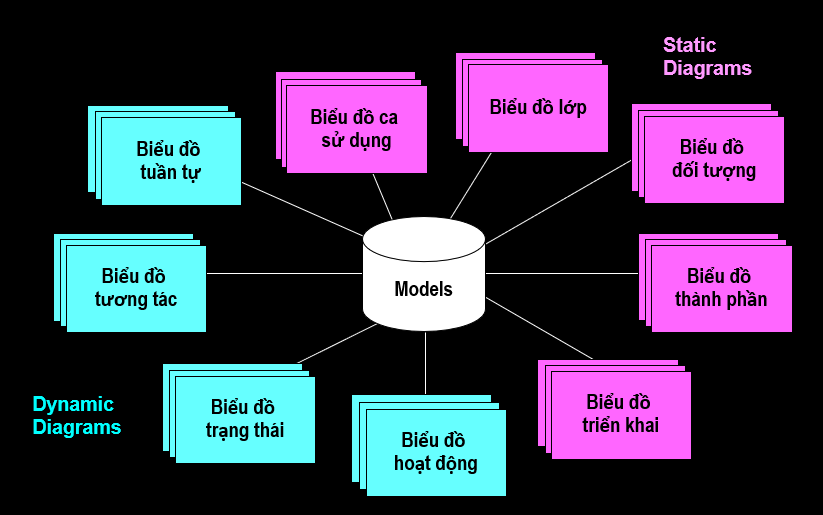 Static
Diagrams
Biểu đồ ca
sử dụng
Biểu đồ lớp
Biểu đồ
tuần tự
Biểu đồ
đối tượng
Biểu đồ
tương tác
Models
Biểu đồ
thành phần
Dynamic
Diagrams
Biểu đồ
trạng thái
Biểu đồ
hoạt động
Biểu đồ
triển khai